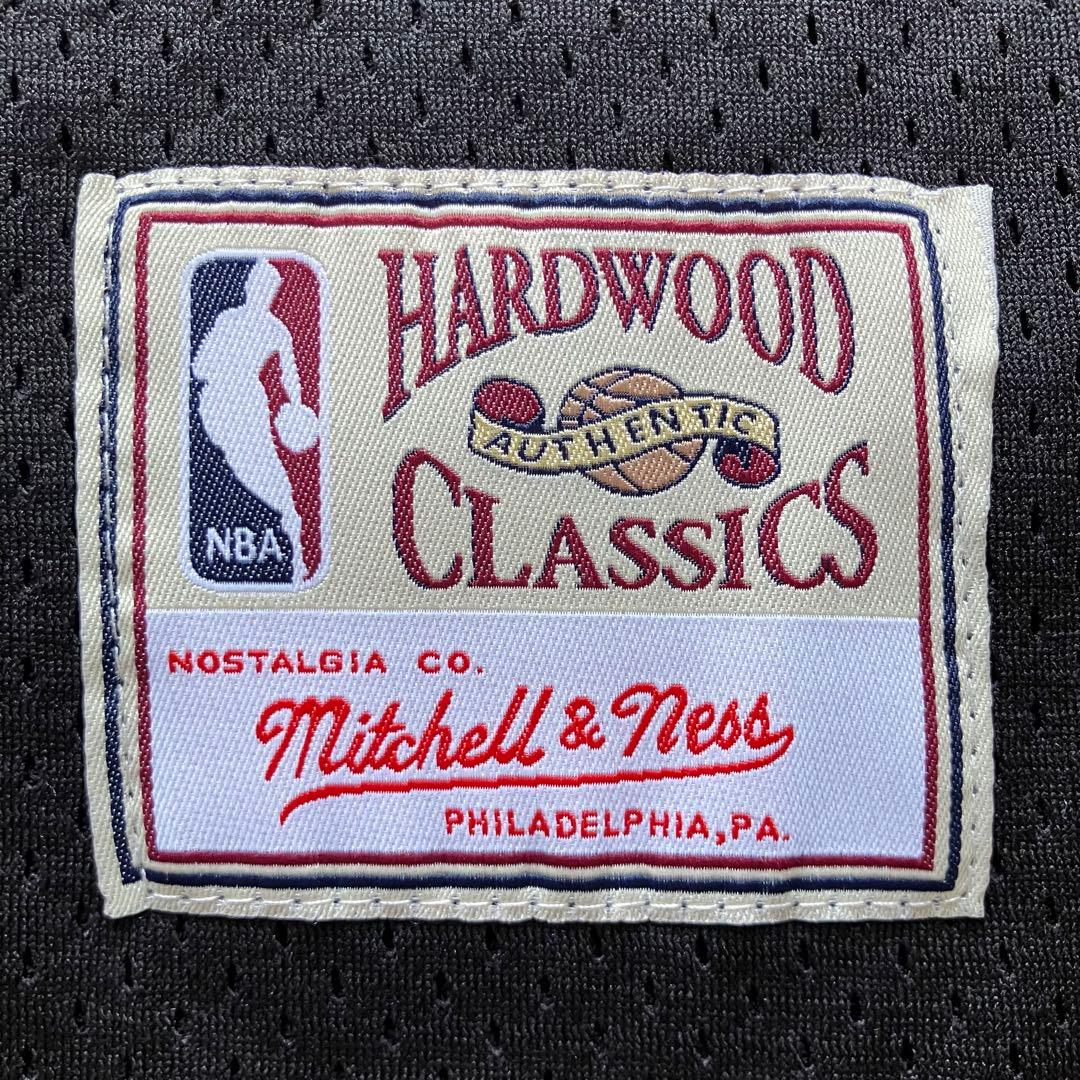 HARDWOOD
AUTHENTIC
CLASSICS
NBA
NOSTALGIA CO.
Mitchell & Ness
PHILADELPHIA, PA.